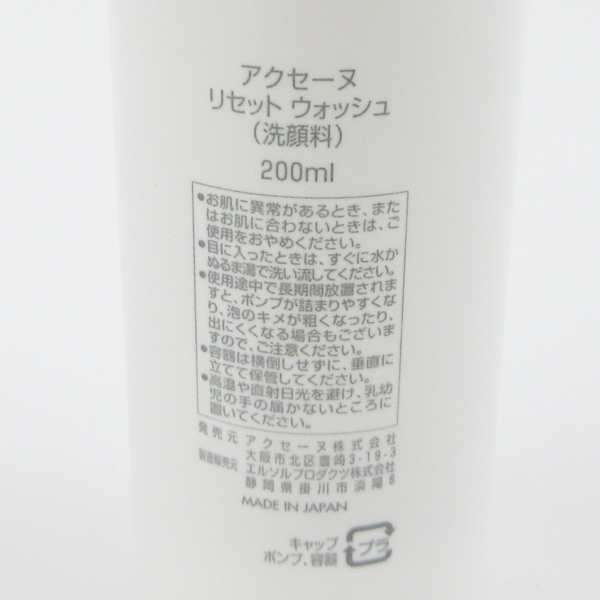 アクセーヌ
リセット ウォッシュ
(洗顔料)
200ml
●お肌に異常があるとき、また
はお肌に合わないときは、ご
使用をおやめください。
●目に入ったときは、すぐに水か
ぬるま湯で洗い流してください。
●使用途中で長期間放置されま
すと、ポンプが詰まりやすくな
り、泡のキメが粗くなったり、
出にくくなる場合もございま
すので、ご注意ください。
●容器は横倒しせずに、垂直に
立てて保管してください。
●高温や直射日光を避け、乳幼
児の手の届かないところに
置いてください。
発売元 アクセーヌ株式会社
大阪市北区豊崎3-19-3
製造販売元 エルソルプロダクツ株式会社
静岡県掛川市淡陽8
MADE IN JAPAN
キャップ
ポンプ、容器
プラ